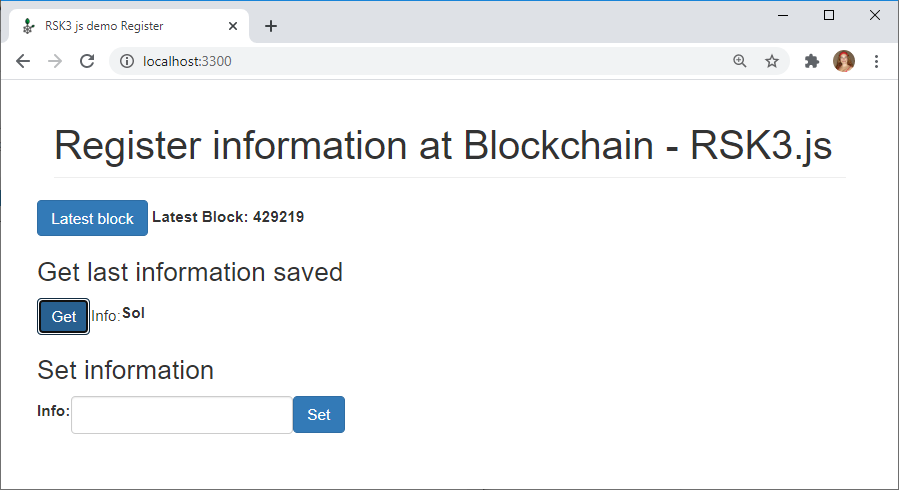 RSK3 js demo Register
localhost:3300
Register information at Blockchain - RSK3.js
Latest block Latest Block: 429219
Get last information saved
Get Info: Sol
Set information
Info: Set